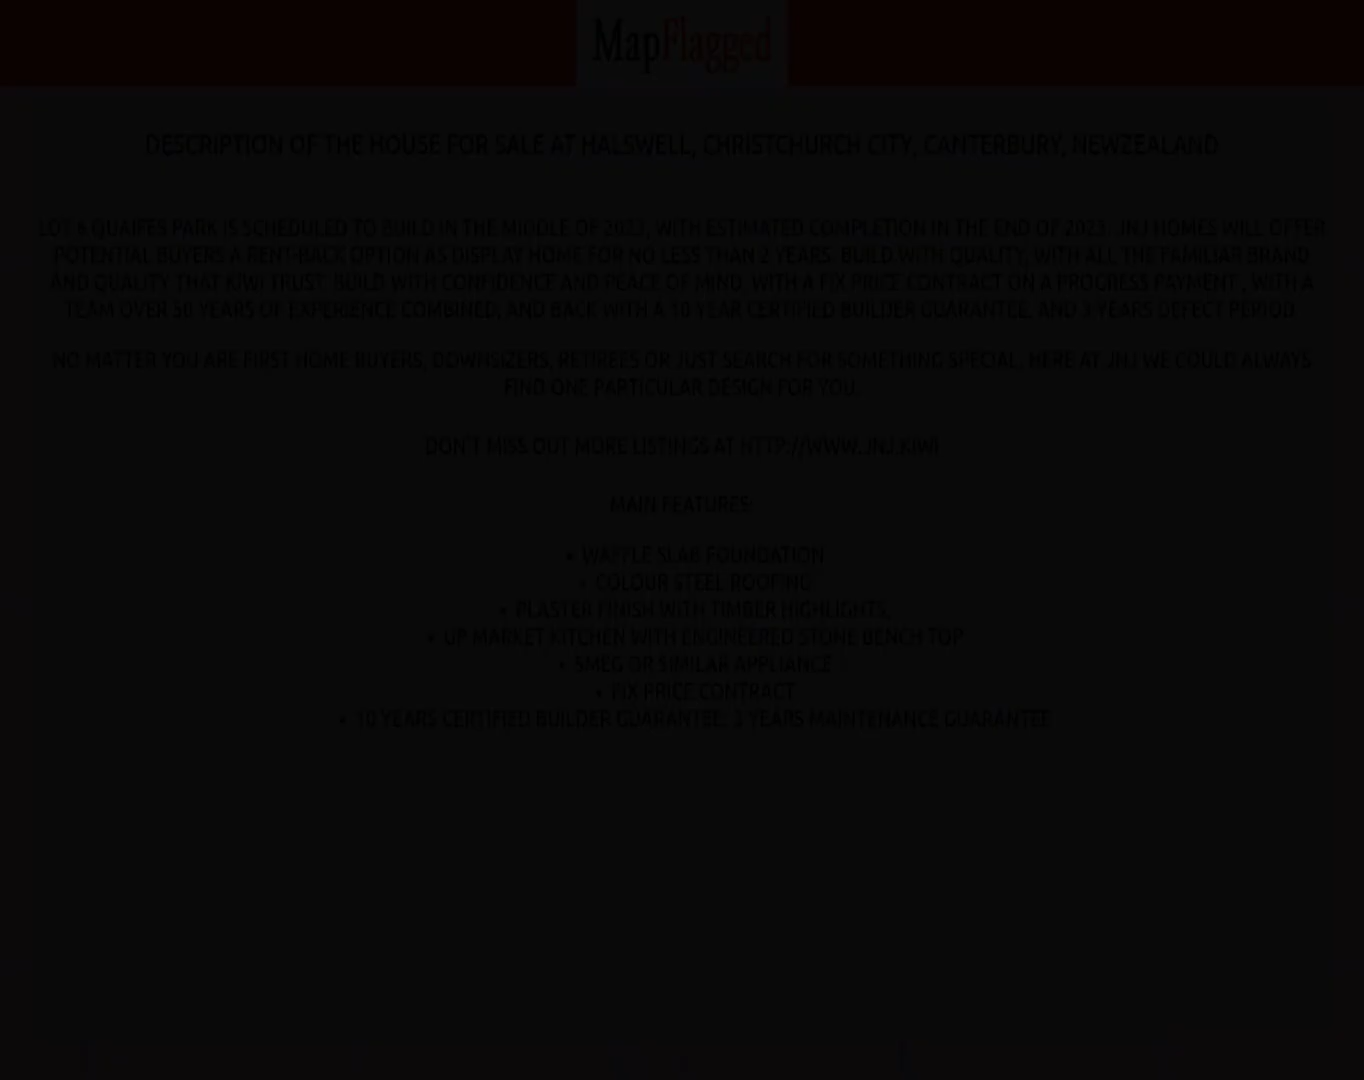 MapFlagged
DESCRIPTION OF THE HOUSE FOR SALE AT HALSWELL, CHRISTCHURCH CITY, CANTERBURY, NEWZEALAND
LOT 6 QUAIFES PARK IS SCHEDULED TO BUILD IN THE MIDDLE OF 2023, WITH ESTIMATED COMPLETION IN THE END OF 2023. JNJ HOMES WILL OFFER
POTENTIAL BUYERS A RENT-BACK OPTION AS DISPLAY HOME FOR NO LESS THAN 2 YEARS. BUILD WITH QUALITY, WITH ALL THE FAMILIAR BRAND
AND QUALITY THAT KIWI TRUST. BUILD WITH CONFIDENCE AND PEACE OF MIND, WITH A FIX PRICE CONTRACT ON A PROGRESS PAYMENT , WITH A
TEAM OVER 50 YEARS OF EXPERIENCE COMBINED, AND BACK WITH A 10 YEAR CERTIFIED BUILDER GUARANTEE, AND 3 YEARS DEFECT PERIOD.
NO MATTER YOU ARE FIRST HOME BUYERS, DOWNSIZERS, RETIREES OR JUST SEARCH FOR SOMETHING SPECIAL, HERE AT JNJ WE COULD ALWAYS
FIND ONE PARTICULAR DESIGN FOR YOU.
DON'T MISS OUT MORE LISTINGS AT HTTP://WWW.JNJ.KIWI
MAIN FEATURES:
• WAFFLE SLAB FOUNDATION
• COLOUR STEEL ROOFING
• PLASTER FINISH WITH TIMBER HIGHLIGHTS,
• UP MARKET KITCHEN WITH ENGINEERED STONE BENCH TOP
• SMEG OR SIMILAR APPLIANCE
• FIX PRICE CONTRACT
• 10 YEARS CERTIFIED BUILDER GUARANTEE. 3 YEARS MAINTENANCE GUARANTEE